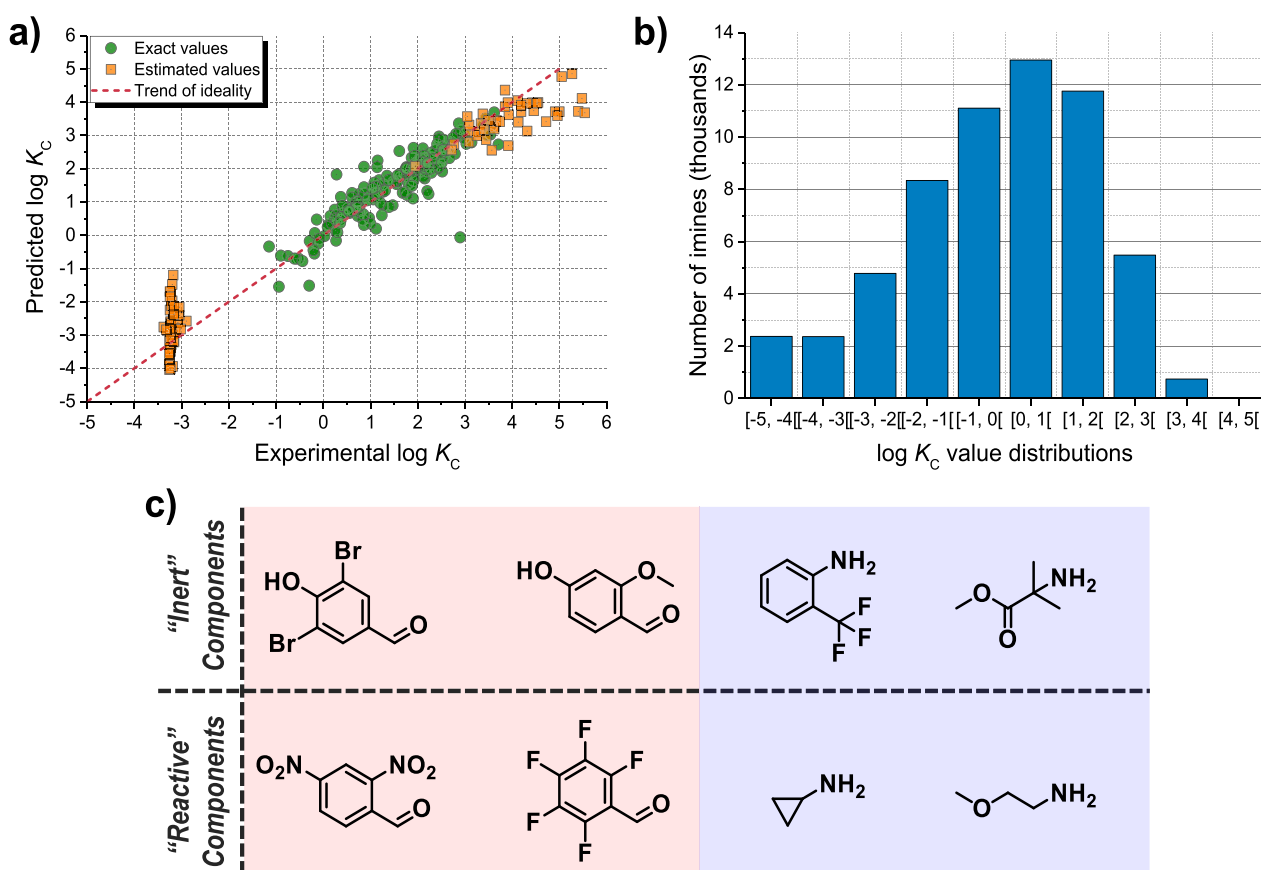 a)
Predicted log KC
6
5
4
3
2
1
0
-1
-2
-3
-4
-5
Exact values
Estimated values
Trend of ideality
-5 -4 -3 -2 -1 0 1 2 3 4 5 6
Experimental log KC
b)
Number of imines (thousands)
14
12
10
8
6
4
2
0
[-5, -4[ [-4, -3[ [-3, -2[ [-2, -1[ [-1, 0[ [0, 1[ [1, 2[ [2, 3[ [3, 4[ [4, 5[
log KC value distributions
c)
"Inert"
Components
Br
HO
Br
O
HO
O
O
NH2
F
F
F
O
O
NH2
"Reactive"
Components
O2N
NO2
O
F
F
F
F
F
O
NH2
O
NH2